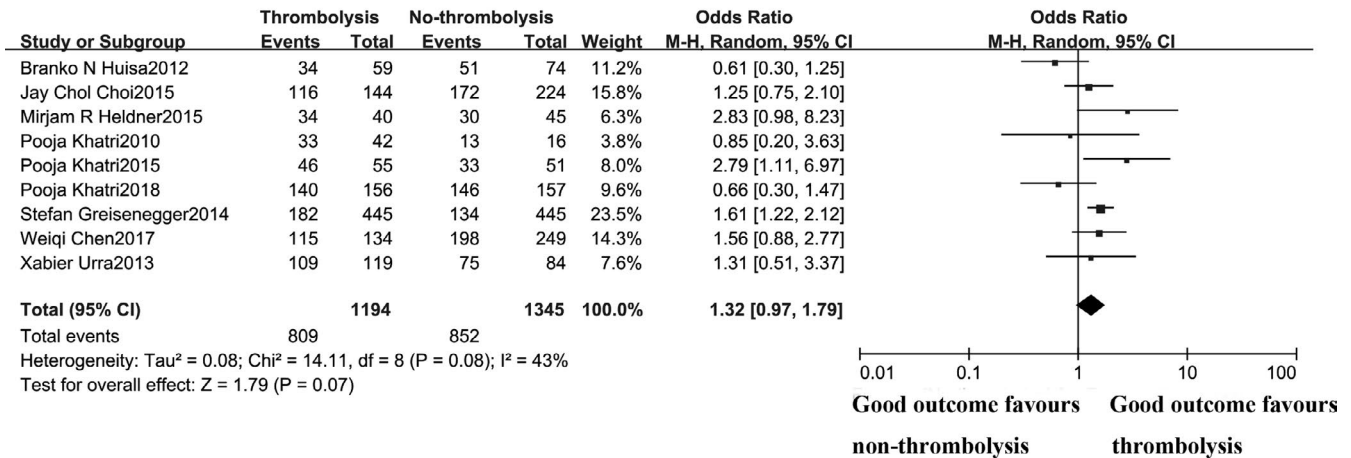 Thrombolysis No-thrombolysis Odds Ratio Odds Ratio
Study or Subgroup Events Total Events Total Weight M-H, Random, 95% CI M-H, Random, 95% CI
Branko N Huisa2012 34 59 51 74 11.2% 0.61 [0.30, 1.25]
Jay Chol Choi2015 116 144 172 224 15.8% 1.25 [0.75, 2.10]
Mirjam R Heldner2015 34 40 30 45 6.3% 2.83 [0.98, 8.23]
Pooja Khatri2010 33 42 13 16 3.8% 0.85 [0.20, 3.63]
Pooja Khatri2015 46 55 33 51 8.0% 2.79 [1.11, 6.97]
Pooja Khatri2018 140 156 146 157 9.6% 0.66 [0.30, 1.47]
Stefan Greisenegger2014 182 445 134 445 23.5% 1.61 [1.22, 2.12]
Weiqi Chen2017 115 134 198 249 14.3% 1.56 [0.88, 2.77]
Xabier Urra2013 109 119 75 84 7.6% 1.31 [0.51, 3.37]
Total (95% CI) 1194 1345 100.0% 1.32 [0.97, 1.79]
Total events 809 852
Heterogeneity: Tau² = 0.08; Chi² = 14.11, df = 8 (P = 0.08); I² = 43%
Test for overall effect: Z = 1.79 (P = 0.07)
0.01 0.1 1 10 100
Good outcome favours Good outcome favours
non-thrombolysis thrombolysis